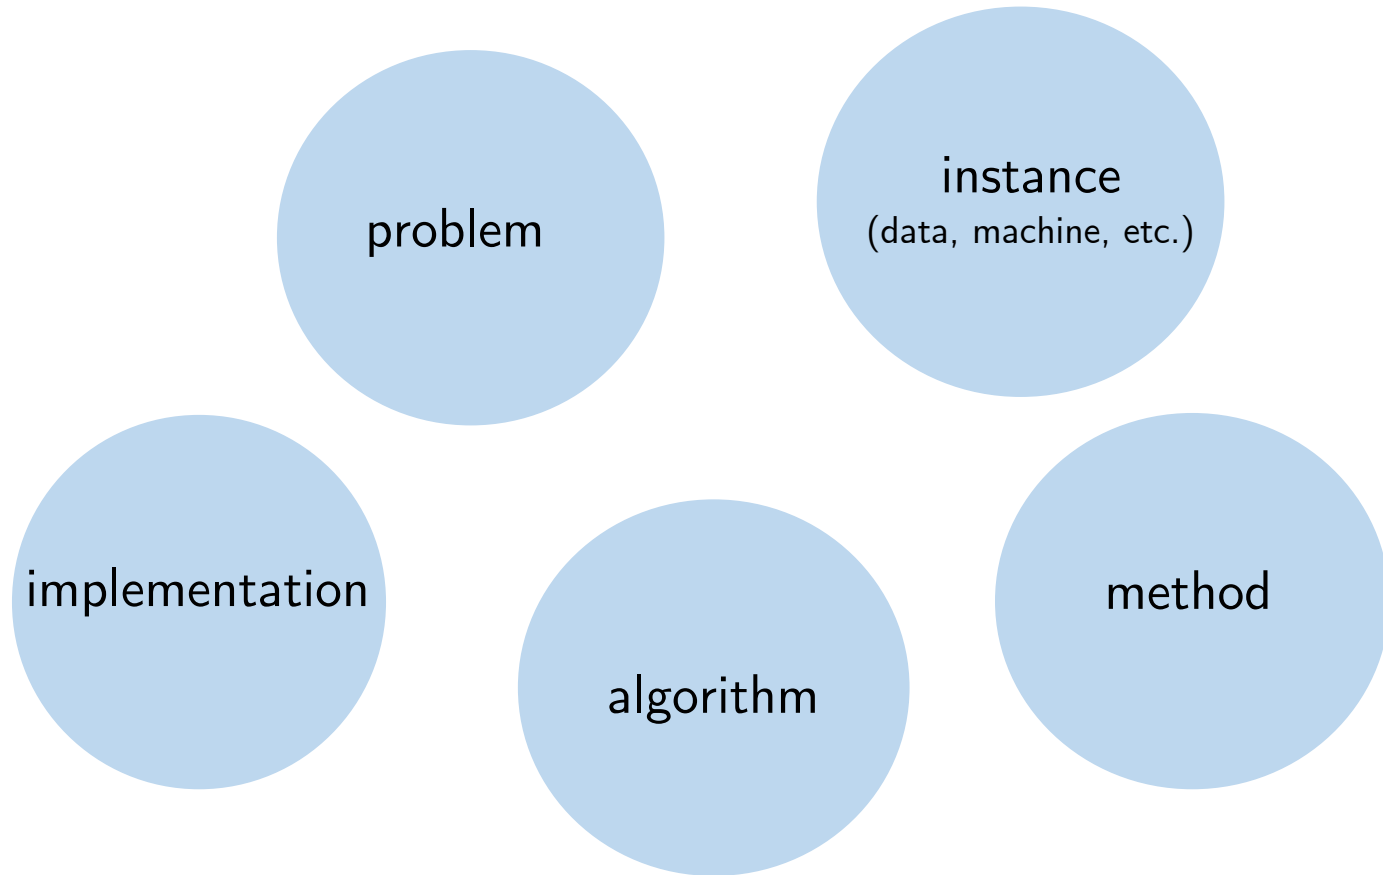 problem
instance
(data, machine, etc.)
implementation
algorithm
method